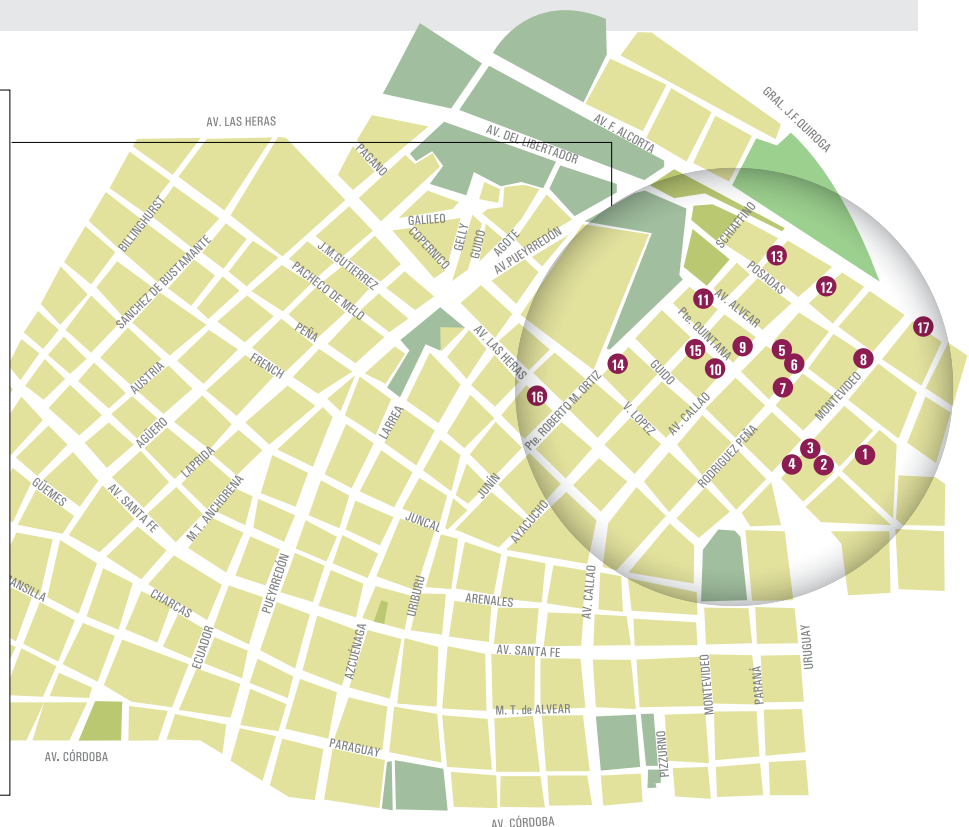 GRAL. J.F. QUIROGA
AV. LAS HERAS
AV. F. ALCORTA
AV. DEL LIBERTADOR
PAGANO
BILLINGHURST
GALILEO
COPERNICO
GELLY
GUIDO
AGOTE
AV.PUEYRREDÓN
SCHIAFFINO
SANCHEZ DE BUSTAMANTE
J.M.GUTIERREZ
PACHECO DE MELO
POSADAS
13
12
11
AV. ALVEAR
PEÑA
FRENCH
AV. LAS HERAS
Pte. QUINTANA
17
15
9
5
6
8
10
14
7
16
GUIDO
AUSTRIA
Pte. ROBERTO M. ORTIZ
V. LOPEZ
AV. CALLAO
MONTEVIDEO
LARREA
AGÜERO
LAPRIDA
RODRIGUEZ PEÑA
3
4
2
1
GÜEMES
AV. SANTA FE
M.T. ANCHORENA
JUNÍN
JUNCAL
AYACUCHO
ANSILLA
CHARCAS
PUEYRREDÓN
URIBURU
ARENALES
AV. CALLAO
ECUADOR
AZCUÉNAGA
AV. SANTA FE
MONTEVIDEO
PARANÁ
URUGUAY
M. T. de ALVEAR
PARAGUAY
PIZZURNO
AV. CÓRDOBA
AV. CÓRDOBA